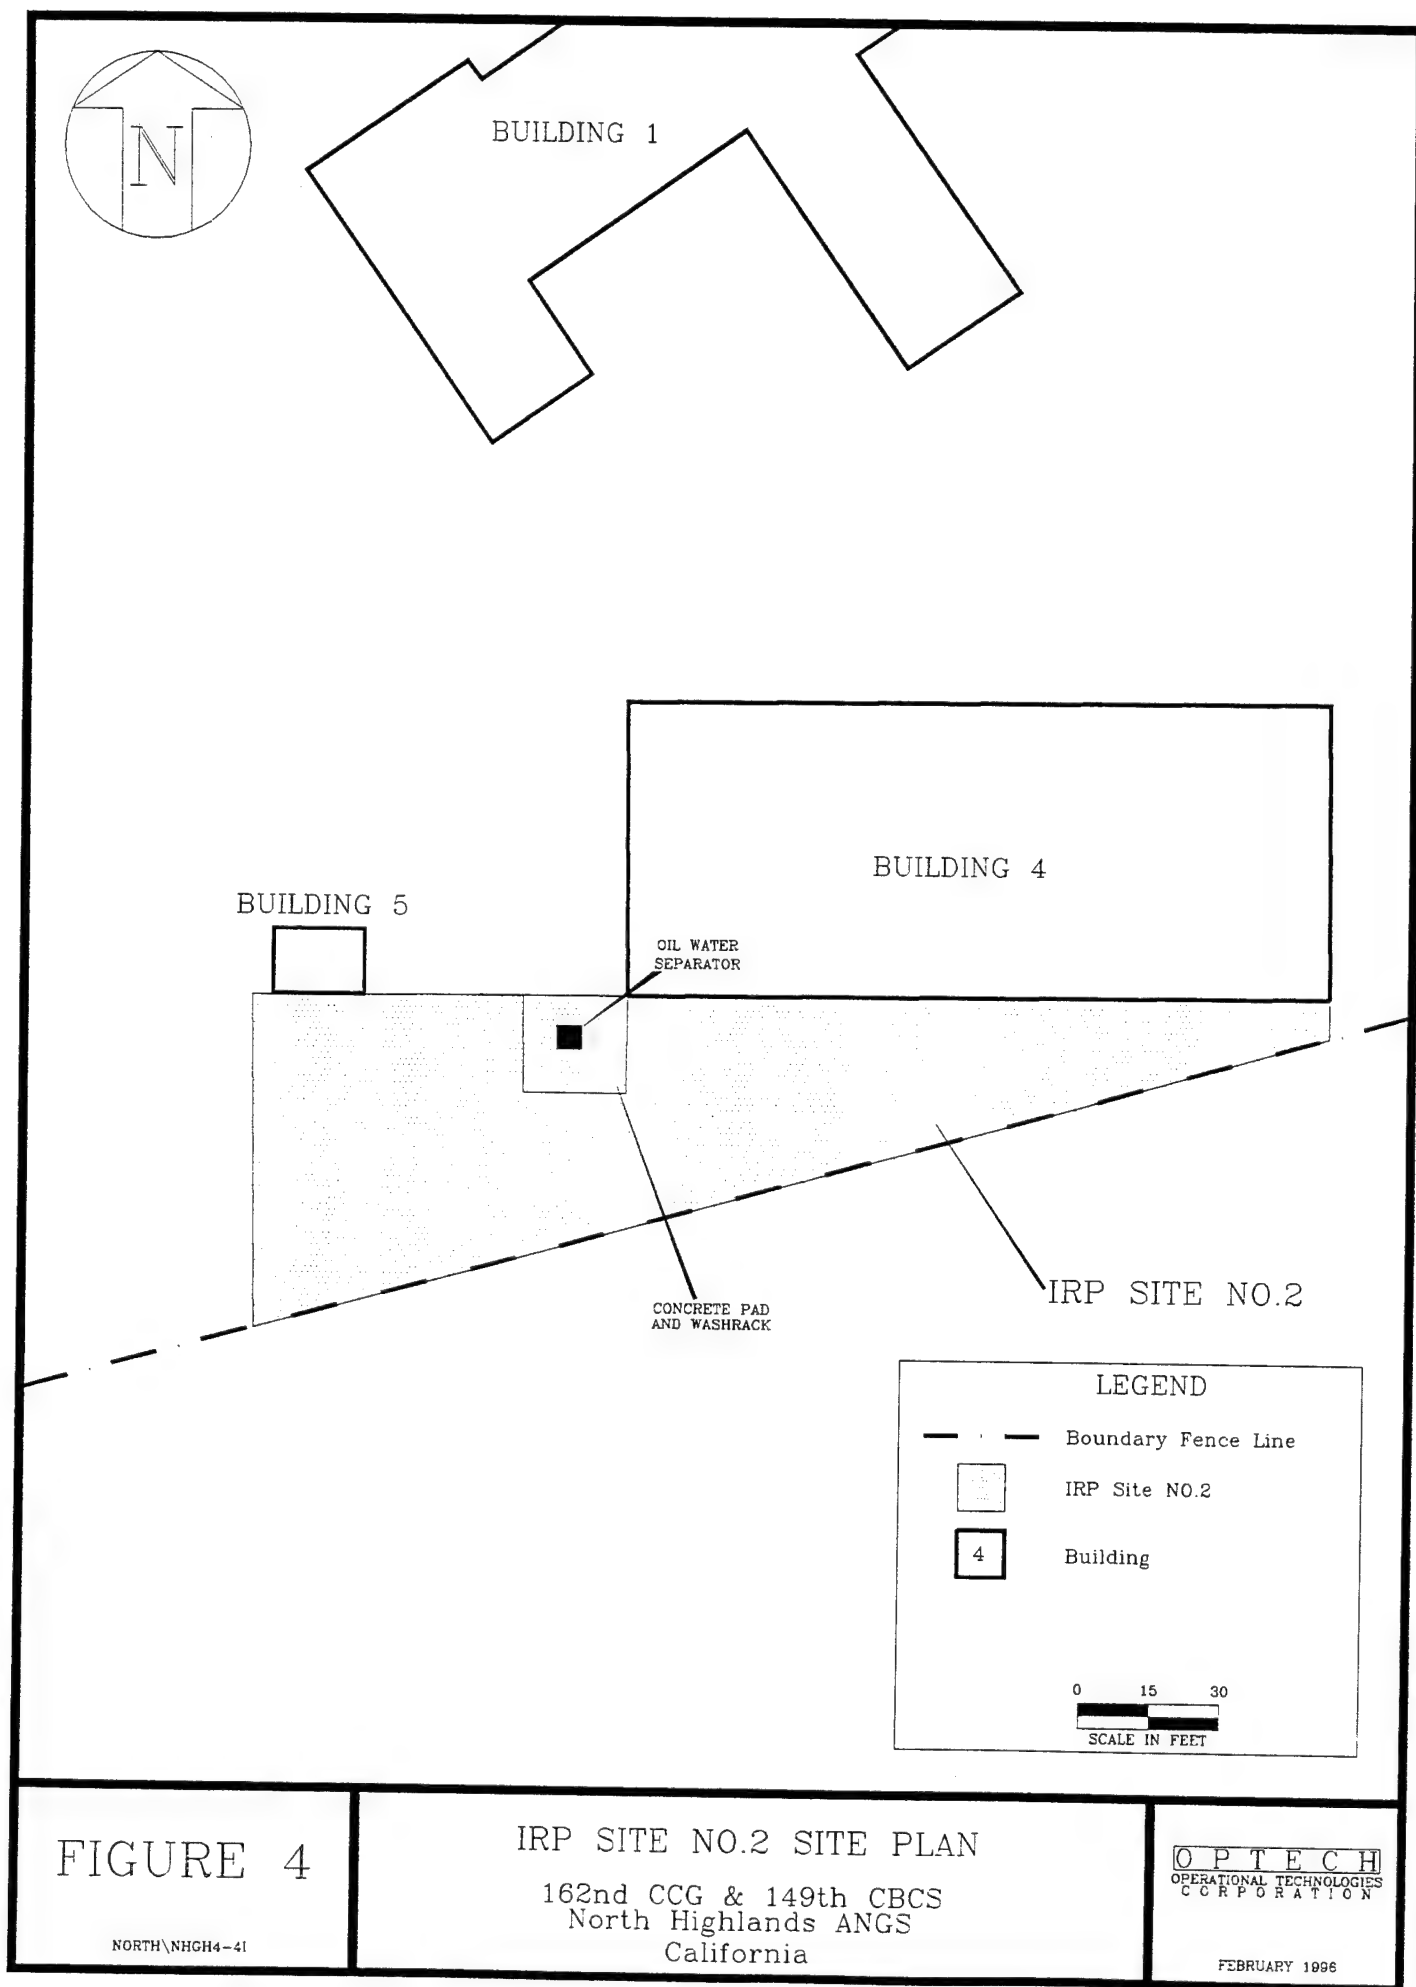 N
BUILDING 1
BUILDING 4
BUILDING 5
OIL WATER
SEPARATOR
CONCRETE PAD
AND WASHRACK
IRP SITE NO.2
LEGEND
Boundary Fence Line
IRP Site NO.2
4 Building
0 15 30
SCALE IN FEET
FIGURE 4
NORTH\NHGH4-4I
IRP SITE NO.2 SITE PLAN
162nd CCG & 149th CBCS
North Highlands ANGS
California
OPTECH
OPERATIONAL TECHNOLOGIES
CORPORATION
FEBRUARY 1996